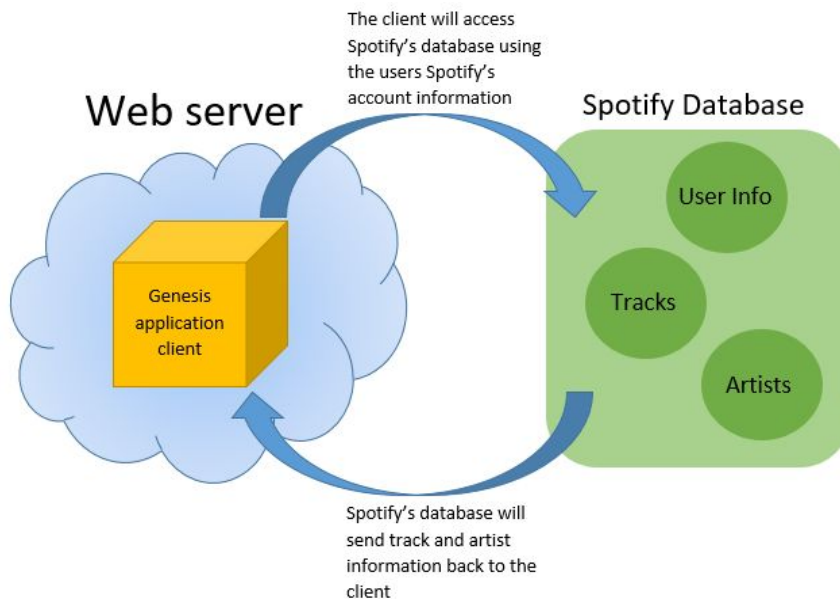 The client will access
Spotify's database using
the users Spotify's
account information
Web server
Spotify Database
User Info
Tracks
Artists
Genesis
application
client
Spotify's database will
send track and artist
information back to the
client